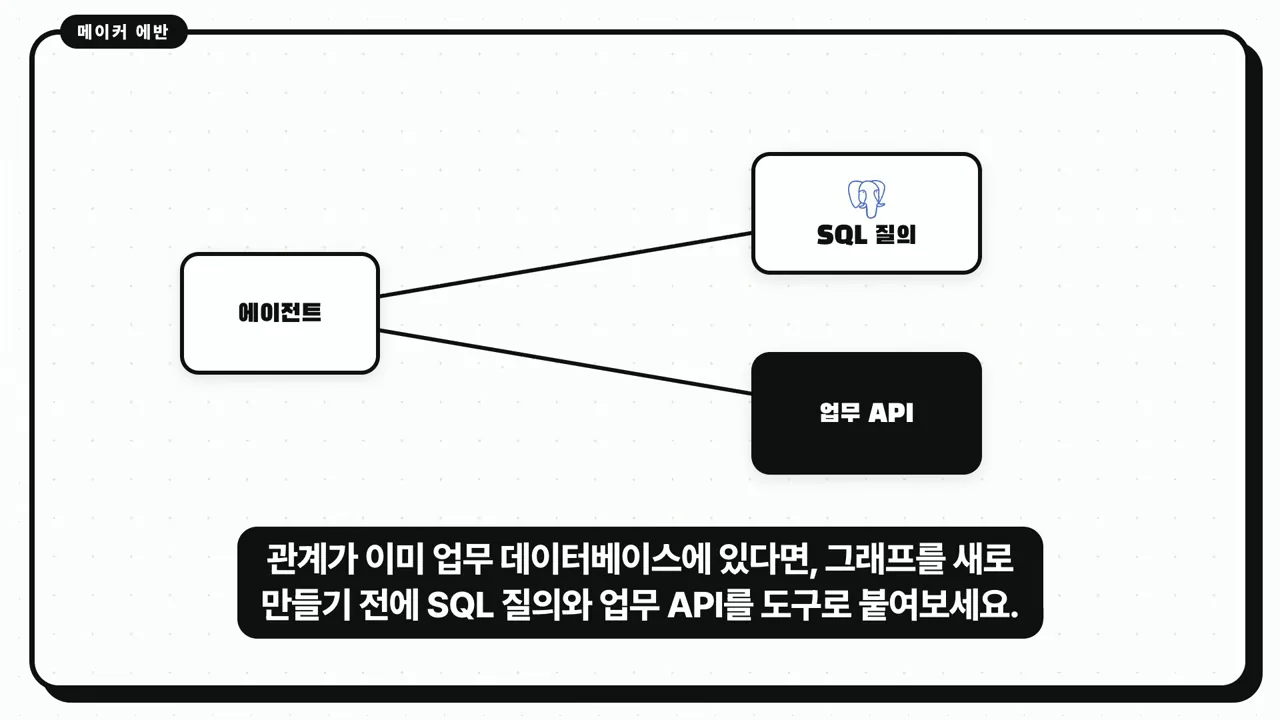 메이커 에반
SQL 질의
에이전트
업무 API
관계가 이미 업무 데이터베이스에 있다면, 그래프를 새로
만들기 전에 SQL 질의와 업무 API를 도구로 붙여보세요.